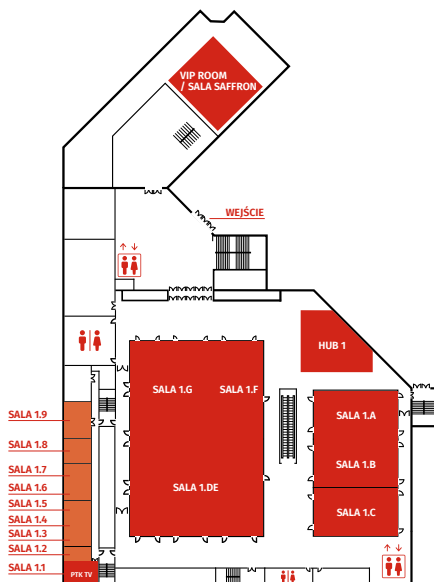 VIP ROOM
/ SALA SAFFRON
WEJŚCIE
HUB 1
SALA 1.G
SALA 1.F
SALA 1.A
SALA 1.9
SALA 1.8
SALA 1.B
SALA 1.7
SALA 1.6
SALA 1.DE
SALA 1.5
SALA 1.C
SALA 1.4
SALA 1.3
SALA 1.2
SALA 1.1
PTK TV